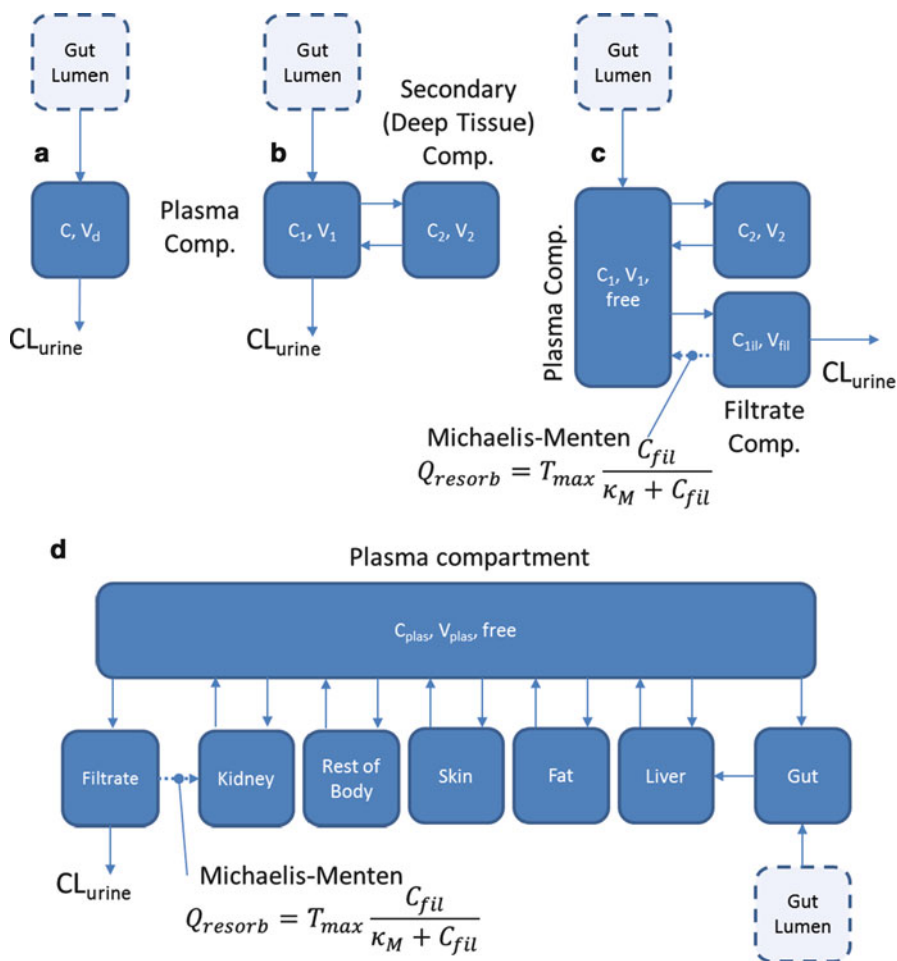 Gut
Lumen
a
C, Vd
CLurine
Gut
Lumen
Secondary
(Deep Tissue)
Comp.
b
Plasma
Comp.
C1, V1
C2, V2
CLurine
Gut
Lumen
c
Plasma Comp.
C1, V1,
free
C2, V2
C1il, Vfil
CLurine
Filtrate
Comp.
Michaelis-Menten
Qresorb = Tmax Cfil / κM + Cfil
d
Plasma compartment
Cplas, Vplas, free
Filtrate
Kidney
Rest of
Body
Skin
Fat
Liver
Gut
CLurine
Michaelis-Menten
Qresorb = Tmax Cfil / κM + Cfil
Gut
Lumen